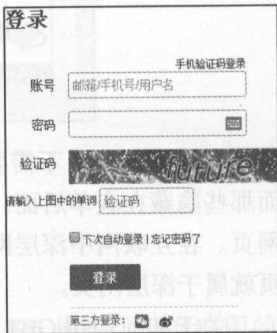 登录
手机验证码登录
账号 邮箱/手机号/用户名
密码
验证码 future
请输入上图中的单词 验证码
下次自动登录 | 忘记密码了
登录
第三方登录: